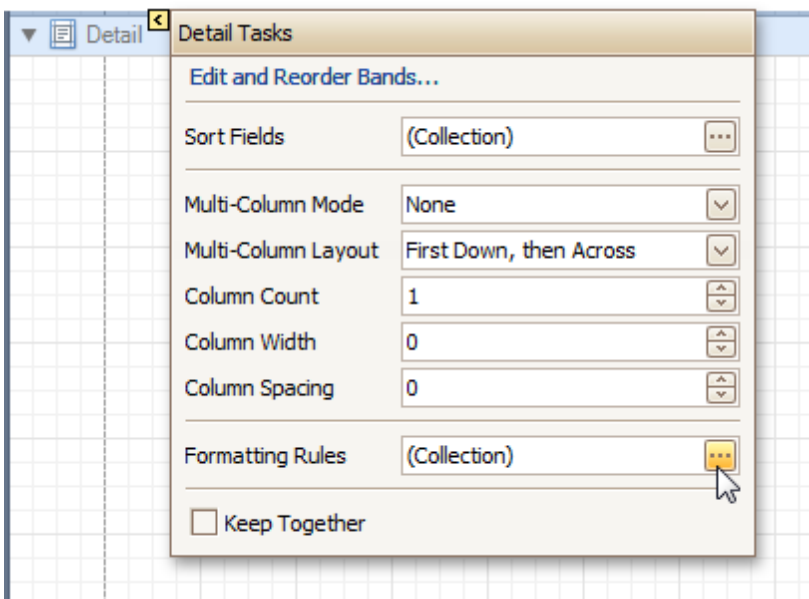 Detail
Detail Tasks
Edit and Reorder Bands...
Sort Fields (Collection)
Multi-Column Mode None
Multi-Column Layout First Down, then Across
Column Count 1
Column Width 0
Column Spacing 0
Formatting Rules (Collection)
Keep Together